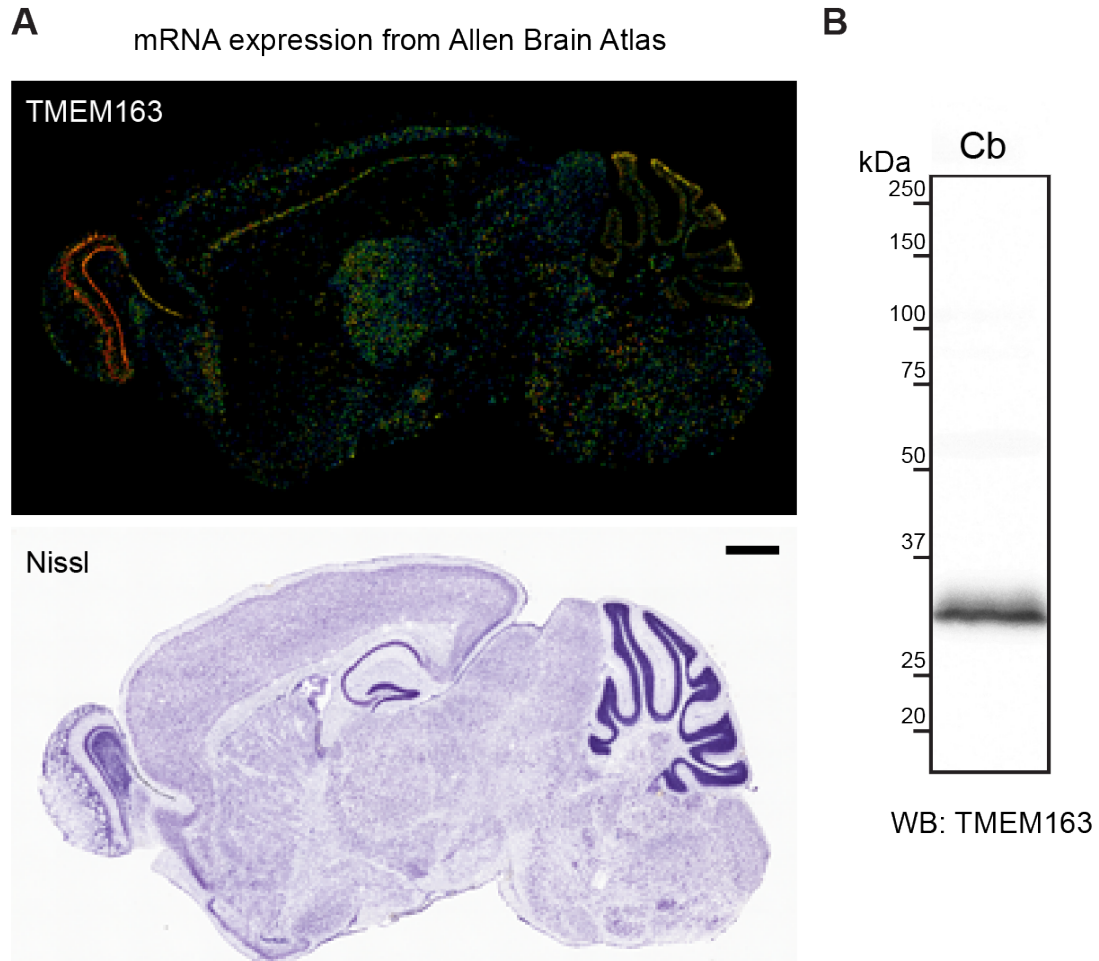 A
mRNA expression from Allen Brain Atlas
TMEM163
Nissl
B
Cb
kDa
250
150
100
75
50
37
25
20
WB: TMEM163